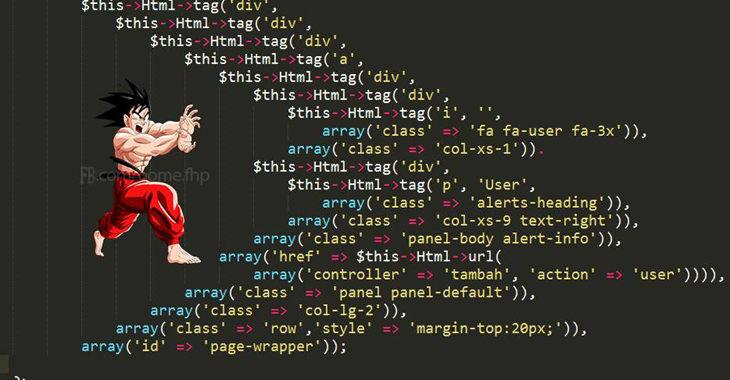 $this->Html->tag('div',
$this->Html->tag('div',
$this->Html->tag('div',
$this->Html->tag('a',
$this->Html->tag('div',
$this->Html->tag('div',
$this->Html->tag('i', '',
array('class' => 'fa fa-user fa-3x')),
array('class' => 'col-xs-1')).
$this->Html->tag('div',
$this->Html->tag('p', 'User',
array('class' => 'alerts-heading')),
array('class' => 'col-xs-9 text-right')),
array('class' => 'panel-body alert-info')),
array('href' => $this->Html->url(
array('controller' => 'tambah', 'action' => 'user')))),
array('class' => 'panel panel-default')),
array('class' => 'col-lg-2')),
array('class' => 'row','style' => 'margin-top:20px;')),
array('id' => 'page-wrapper'));